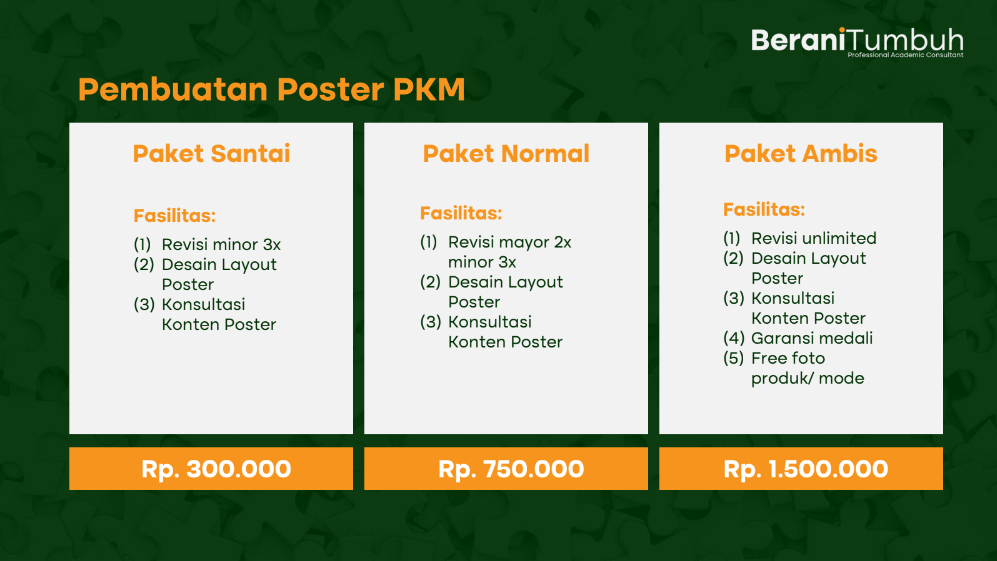 BeraniTumbuh
Professional Academic Consultant
Pembuatan Poster PKM
Paket Santai
Fasilitas:
(1) Revisi minor 3x
(2) Desain Layout
Poster
(3) Konsultasi
Konten Poster
Rp. 300.000
Paket Normal
Fasilitas:
(1) Revisi mayor 2x
minor 3x
(2) Desain Layout
Poster
(3) Konsultasi
Konten Poster
Rp. 750.000
Paket Ambis
Fasilitas:
(1) Revisi unlimited
(2) Desain Layout
Poster
(3) Konsultasi
Konten Poster
(4) Garansi medali
(5) Free foto
produk/ mode
Rp. 1.500.000